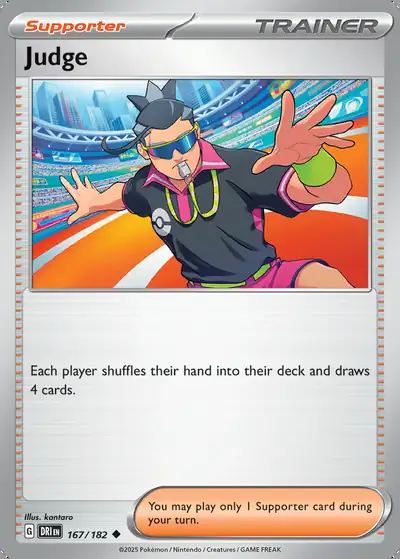 Supporter
TRAINER
Judge
Each player shuffles their hand into their deck and draws
4 cards.
Illus. kantaro
You may play only 1 Supporter card during
your turn.
G DRI EN 167/182 ◆
©2025 Pokémon / Nintendo / Creatures / GAME FREAK